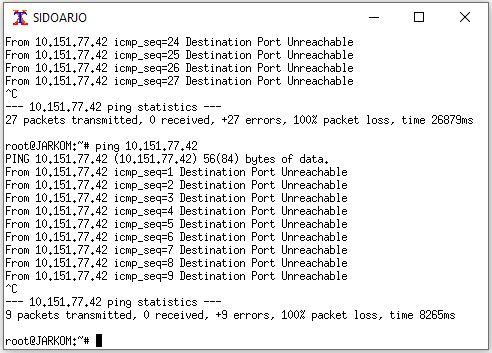 SIDOARJO
From 10.151.77.42 icmp_seq=24 Destination Port Unreachable
From 10.151.77.42 icmp_seq=25 Destination Port Unreachable
From 10.151.77.42 icmp_seq=26 Destination Port Unreachable
From 10.151.77.42 icmp_seq=27 Destination Port Unreachable
^C
--- 10.151.77.42 ping statistics ---
27 packets transmitted, 0 received, +27 errors, 100% packet loss, time 26879ms
root@JARKOM:~# ping 10.151.77.42
PING 10.151.77.42 (10.151.77.42) 56(84) bytes of data.
From 10.151.77.42 icmp_seq=1 Destination Port Unreachable
From 10.151.77.42 icmp_seq=2 Destination Port Unreachable
From 10.151.77.42 icmp_seq=3 Destination Port Unreachable
From 10.151.77.42 icmp_seq=4 Destination Port Unreachable
From 10.151.77.42 icmp_seq=5 Destination Port Unreachable
From 10.151.77.42 icmp_seq=6 Destination Port Unreachable
From 10.151.77.42 icmp_seq=7 Destination Port Unreachable
From 10.151.77.42 icmp_seq=8 Destination Port Unreachable
From 10.151.77.42 icmp_seq=9 Destination Port Unreachable
^C
--- 10.151.77.42 ping statistics ---
9 packets transmitted, 0 received, +9 errors, 100% packet loss, time 8265ms
root@JARKOM:~#